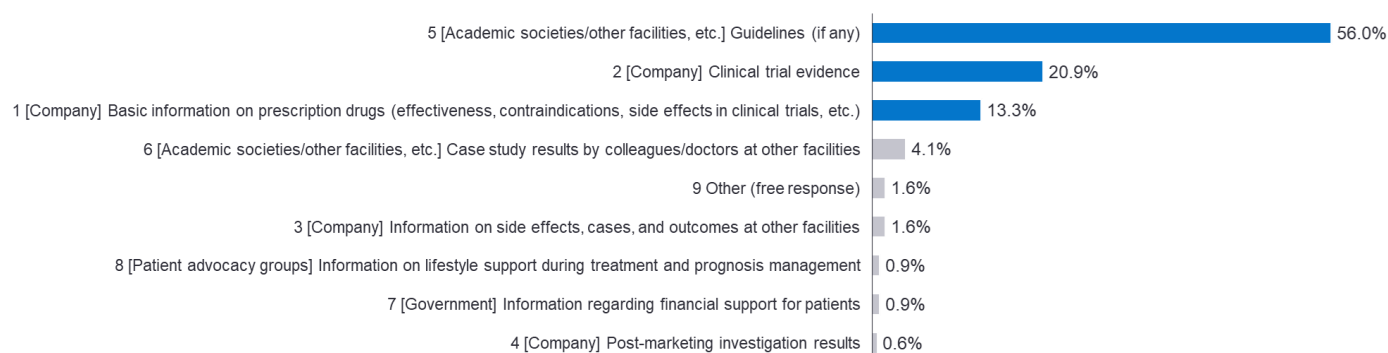 5 [Academic societies/other facilities, etc.] Guidelines (if any) 56.0%
2 [Company] Clinical trial evidence 20.9%
1 [Company] Basic information on prescription drugs (effectiveness, contraindications, side effects in clinical trials, etc.) 13.3%
6 [Academic societies/other facilities, etc.] Case study results by colleagues/doctors at other facilities 4.1%
9 Other (free response) 1.6%
3 [Company] Information on side effects, cases, and outcomes at other facilities 1.6%
8 [Patient advocacy groups] Information on lifestyle support during treatment and prognosis management 0.9%
7 [Government] Information regarding financial support for patients 0.9%
4 [Company] Post-marketing investigation results 0.6%